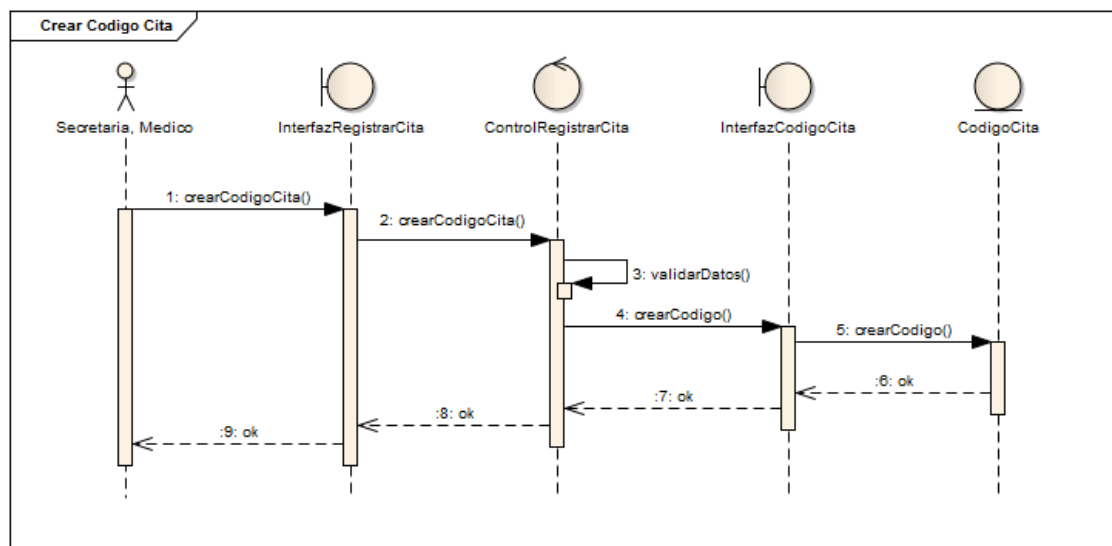 Crear Codigo Cita
Secretaria, Medico
InterfazRegistrarCita
ControlRegistrarCita
InterfazCodigoCita
CodigoCita
1: crearCodigoCita()
2: crearCodigoCita()
3: validarDatos()
4: crearCodigo()
5: crearCodigo()
:6: ok
:7: ok
:8: ok
:9: ok